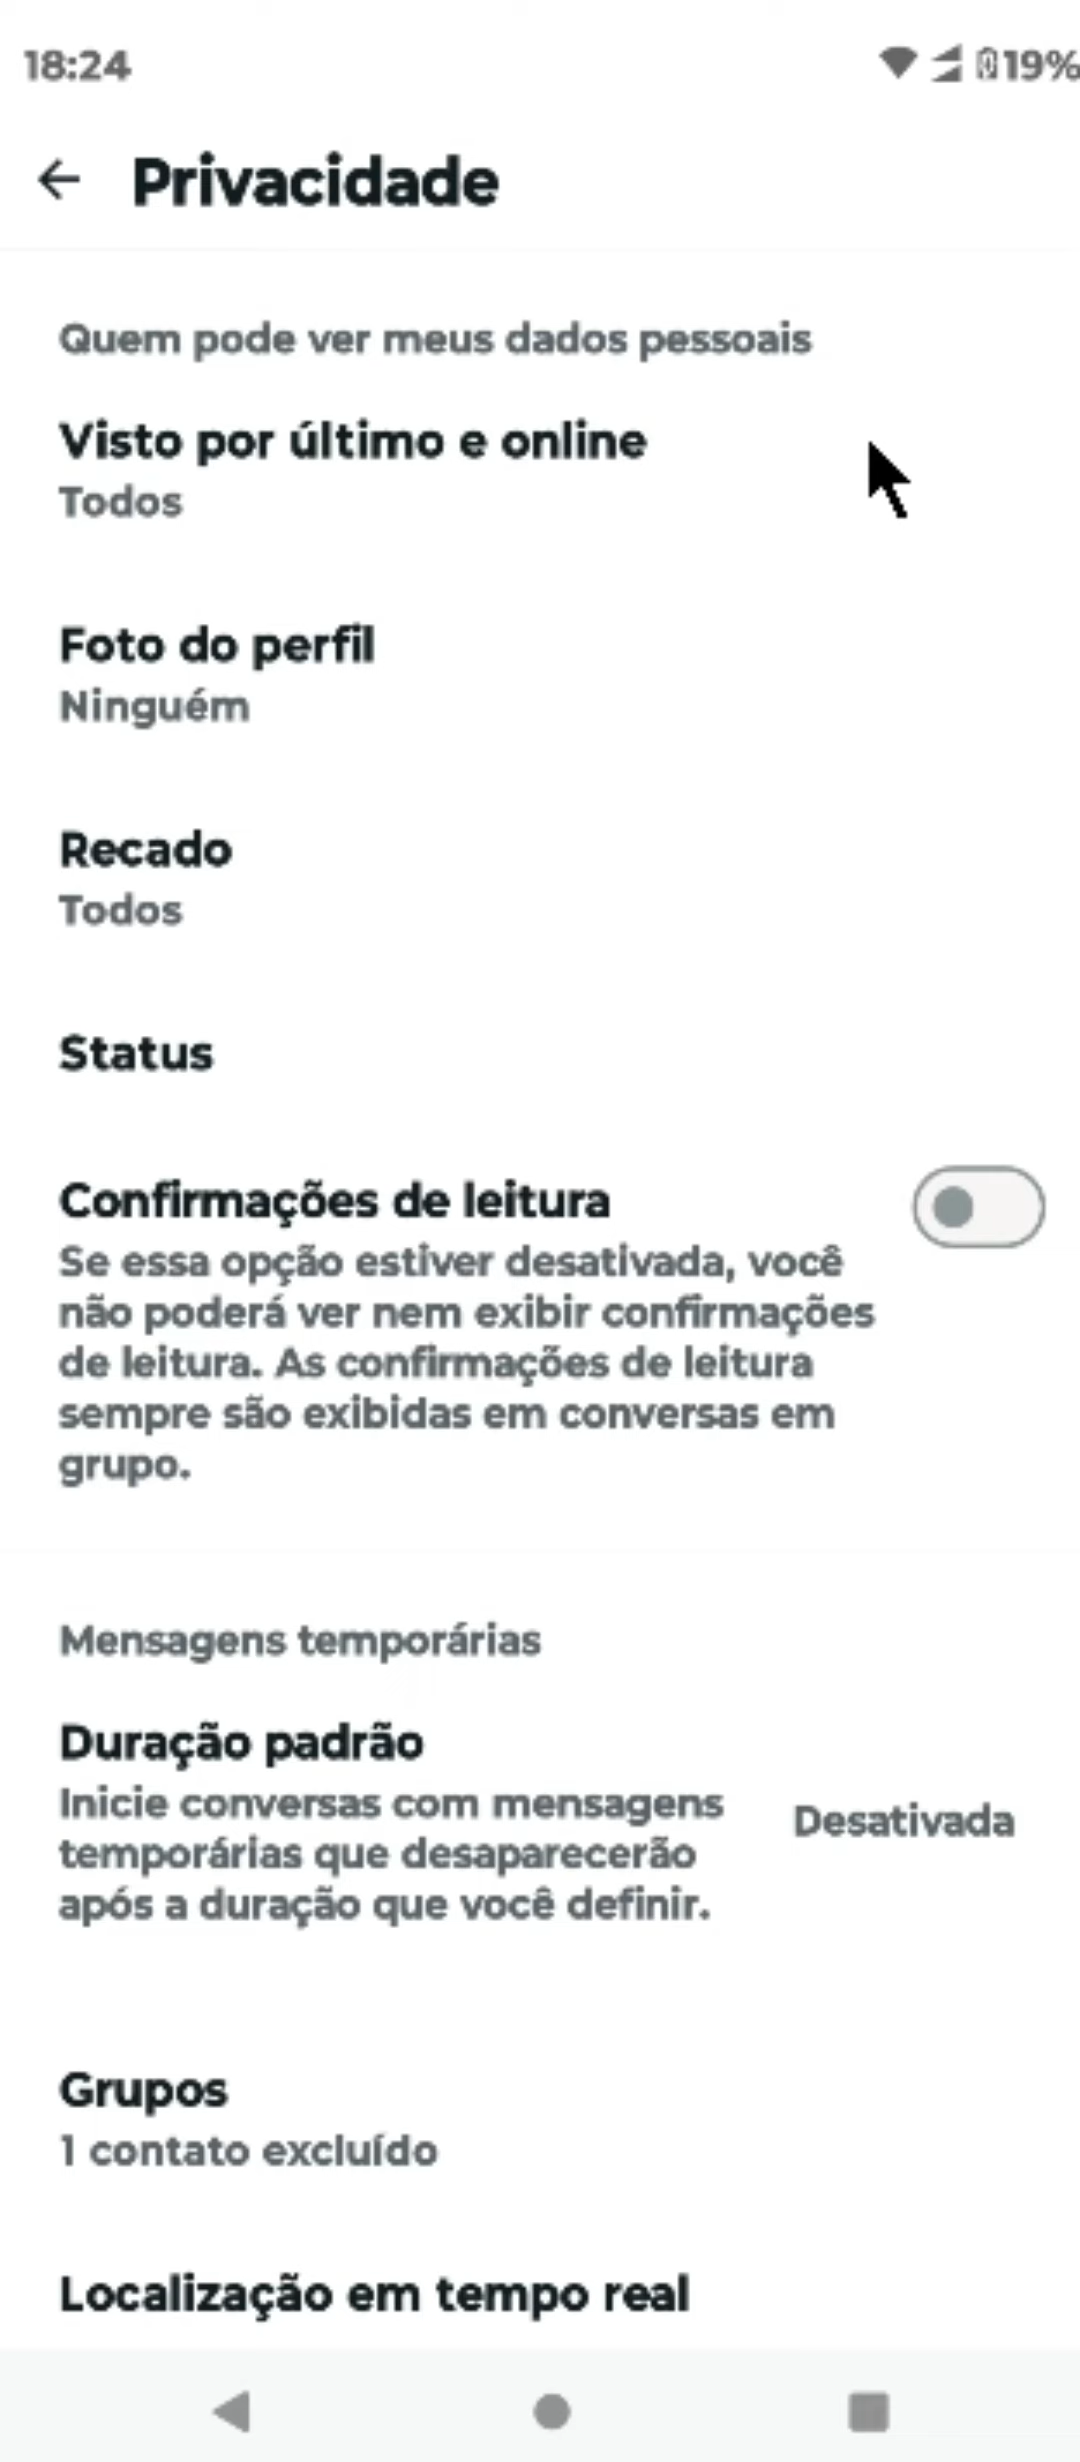 18:24 19%
Privacidade
Quem pode ver meus dados pessoais
Visto por último e online
Todos
Foto do perfil
Ninguém
Recado
Todos
Status
Confirmações de leitura
Se essa opção estiver desativada, você
não poderá ver nem exibir confirmações
de leitura. As confirmações de leitura
sempre são exibidas em conversas em
grupo.
Mensagens temporárias
Duração padrão
Inicie conversas com mensagens
temporárias que desaparecerão
após a duração que você definir.
Desativada
Grupos
1 contato excluído
Localização em tempo real